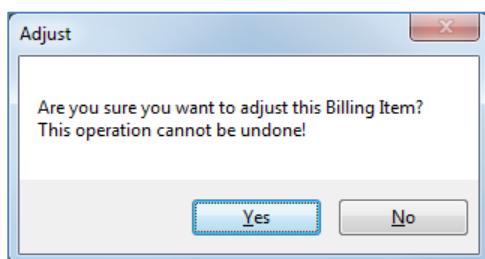 Adjust
Are you sure you want to adjust this Billing Item?
This operation cannot be undone!
Yes
No